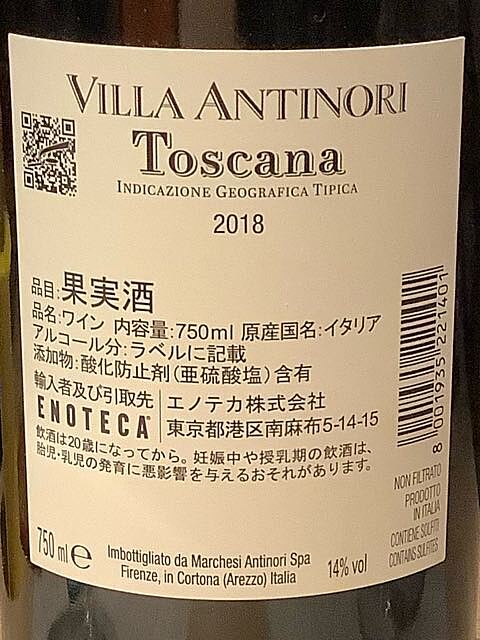 VILLA ANTINORI
Toscana
INDICAZIONE GEOGRAFICA TIPICA
2018
品目:果実酒
品名:ワイン 内容量:750ml 原産国名:イタリア
アルコール分:ラベルに記載
添加物:酸化防止剤(亜硫酸塩)含有
輸入者及び引取先
ENOTECA
エノテカ株式会社
東京都港区南麻布5-14-15
飲酒は20歳になってから。妊娠中や授乳期の飲酒は、
胎児・乳児の発育に悪影響を与えるおそれがあります。
8 001935 221401
NON FILTRATO
PRODOTTO
IN ITALIA
CONTIENE SOLFITI
CONTAINS SULFITES
750 ml e
Imbottigliato da Marchesi Antinori Spa
Firenze, in Cortona (Arezzo) Italia
14% vol